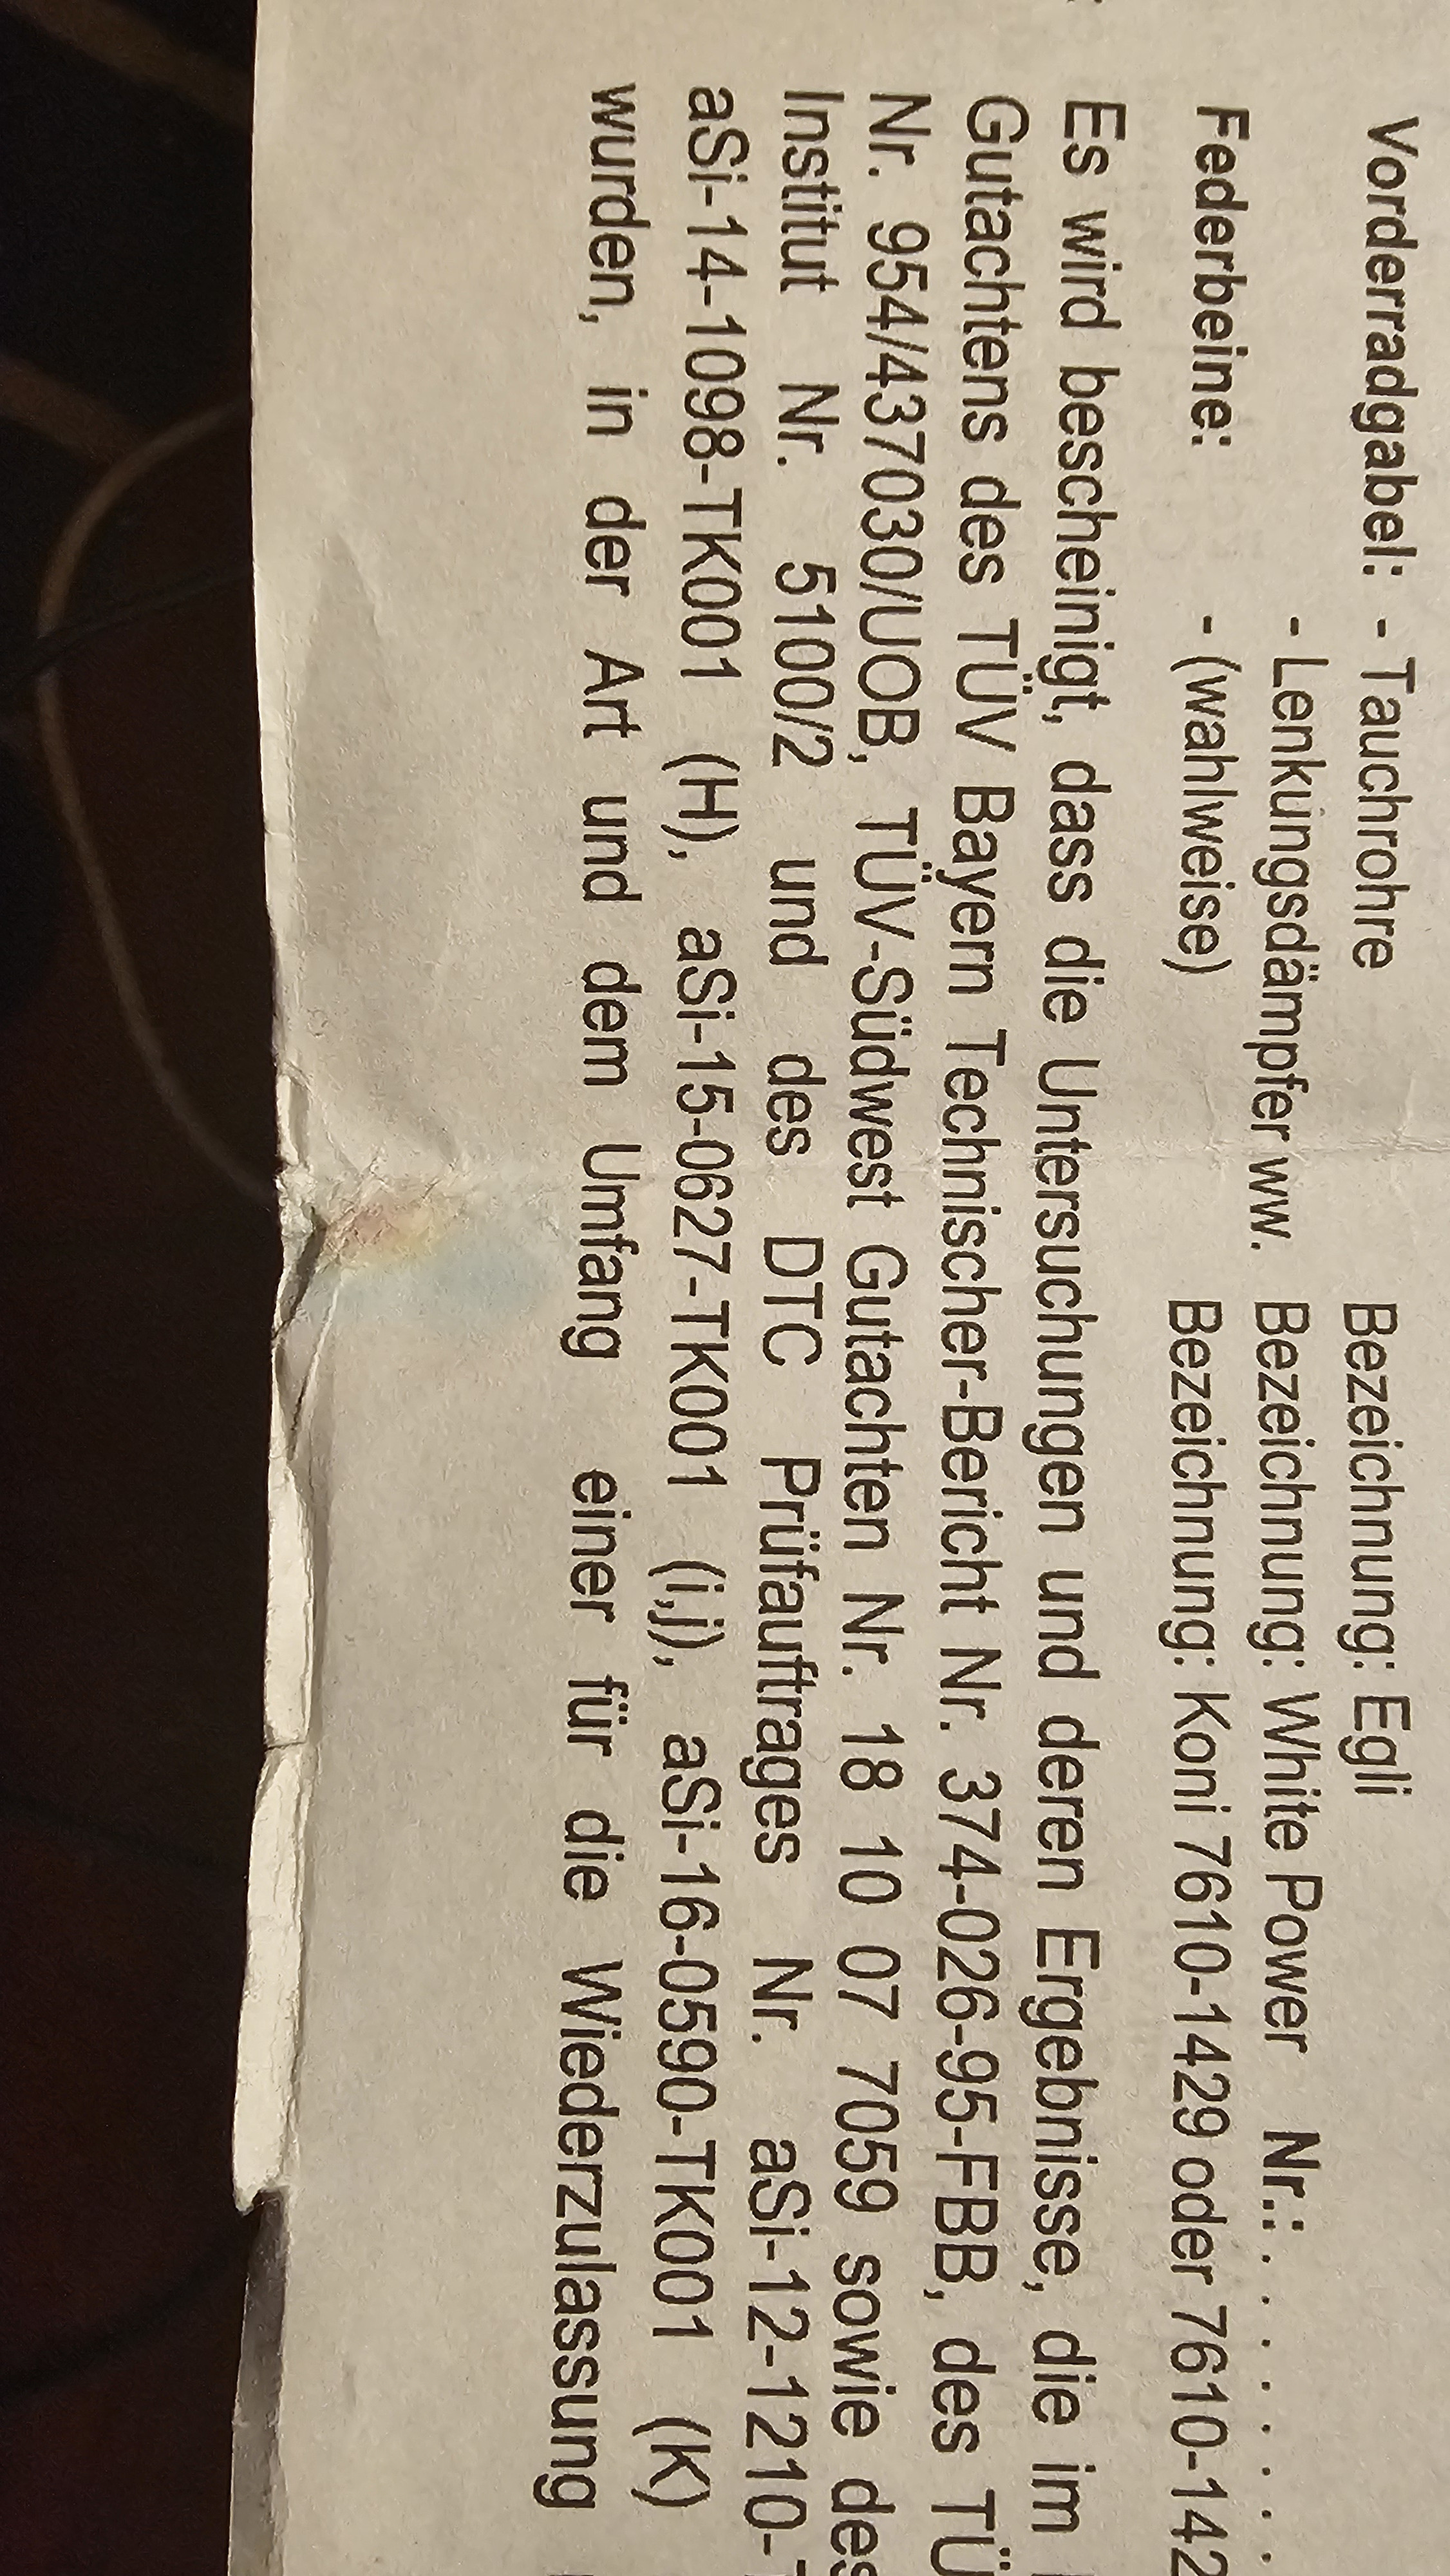 Vorderradgabel: - Tauchrohre Bezeichnung: Egli
- Lenkungsdämpfer ww. Bezeichnung: White Power Nr.: . . . . . . . .
Federbeine: - (wahlweise) Bezeichnung: Koni 7610-1429 oder 7610-142
Es wird bescheinigt, dass die Untersuchungen und deren Ergebnisse, die im
Gutachtens des TÜV Bayern Technischer-Bericht Nr. 374-026-95-FBB, des TÜ
Nr. 954/437030/UOB, TÜV-Südwest Gutachten Nr. 18 10 07 7059 sowie des
Institut Nr. 5100/2 und des DTC Prüfauftrages Nr. aSi-12-1210-
aSi-14-1098-TK001 (H), aSi-15-0627-TK001 (i,j), aSi-16-0590-TK001 (K)
wurden, in der Art und dem Umfang einer für die Wiederzulassung